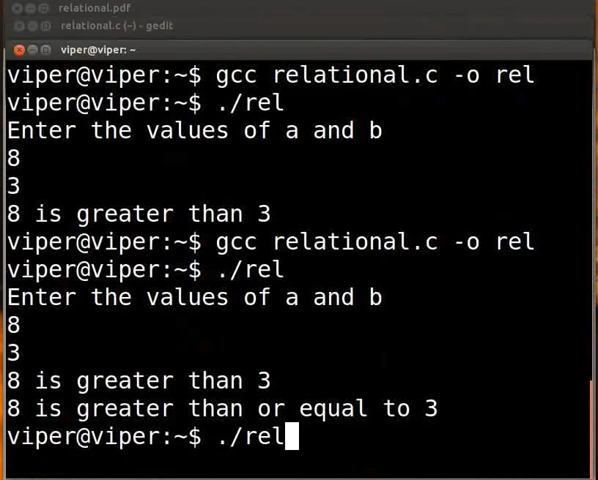 relational.pdf
relational.c (~) - gedit
viper@viper: ~
viper@viper:~$ gcc relational.c -o rel
viper@viper:~$ ./rel
Enter the values of a and b
8
3
8 is greater than 3
viper@viper:~$ gcc relational.c -o rel
viper@viper:~$ ./rel
Enter the values of a and b
8
3
8 is greater than 3
8 is greater than or equal to 3
viper@viper:~$ ./rel